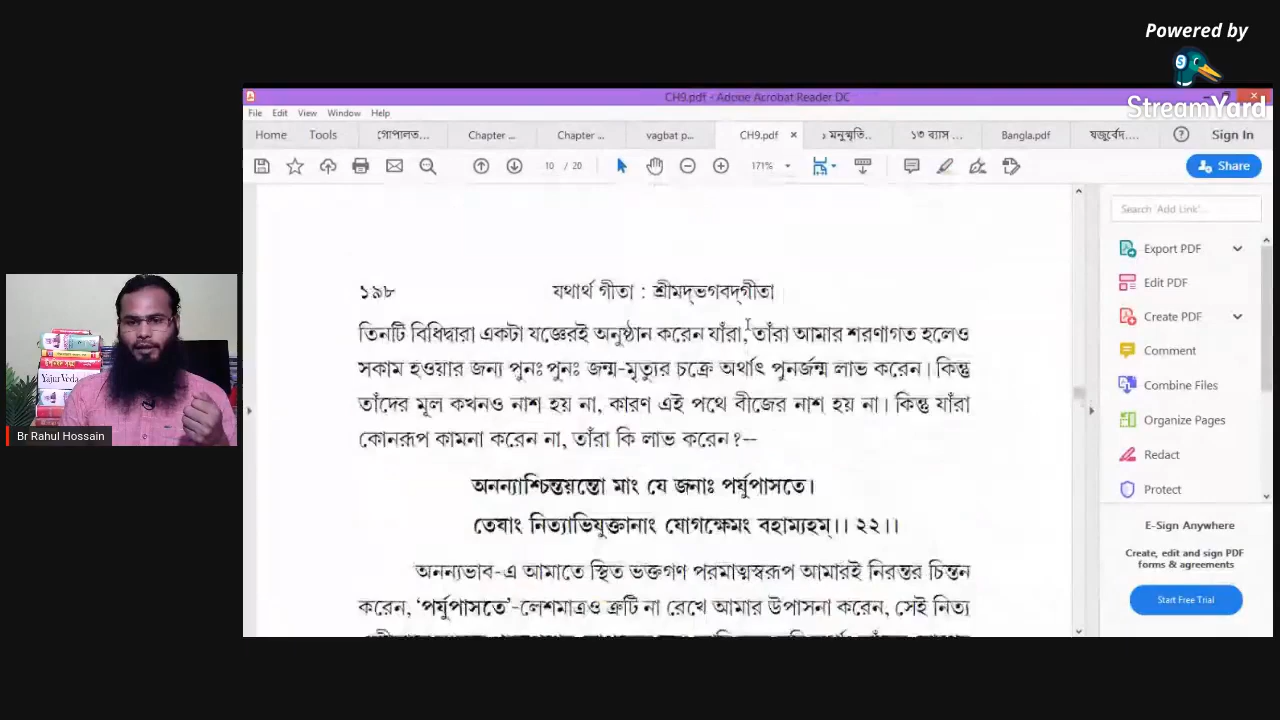 Powered by
StreamYard
CH9.pdf - Adobe Acrobat Reader DC
File Edit View Window Help
Home Tools গোপালত... Chapter ... Chapter ... vagbat p... CH9.pdf × ১ মনুস্মৃতি.. ১৩ ব্যাস ... Bangla.pdf যজুর্বেদ.... Sign In
10 / 20 171% Share
Search 'Add Link'...
Export PDF
Edit PDF
Create PDF
Comment
Combine Files
Organize Pages
Redact
Protect
E-Sign Anywhere
Create, edit and sign PDF
forms & agreements
Start Free Trial
১৯৮ যথার্থ গীতা : শ্রীমদ্ভগবদ্গীতা
তিনটি বিধিদ্বারা একটা যজ্ঞেরই অনুষ্ঠান করেন যাঁরা, তাঁরা আমার শরণাগত হলেও
সকাম হওয়ার জন্য পুনঃ পুনঃ জন্ম-মৃত্যুর চক্রে অর্থাৎ পুনর্জন্ম লাভ করেন। কিন্তু
তাঁদের মূল কখনও নাশ হয় না, কারণ এই পথে বীজের নাশ হয় না। কিন্তু যাঁরা
কোনরূপ কামনা করেন না, তাঁরা কি লাভ করেন?--
অনন্যাশ্চিন্তয়ন্তো মাং যে জনাঃ পর্যুপাসতে।
তেষাং নিত্যাভিযুক্তানাং যোগক্ষেমং বহাম্যহম্।। ২২।।
অনন্যভাব-এ আমাতে স্থিত ভক্তগণ পরমাত্মস্বরূপ আমারই নিরন্তর চিন্তন
করেন, ‘পর্যুপাসতে’-লেশমাত্রও ত্রুটি না রেখে আমার উপাসনা করেন, সেই নিত্য
YajurVeda
Br Rahul Hossain